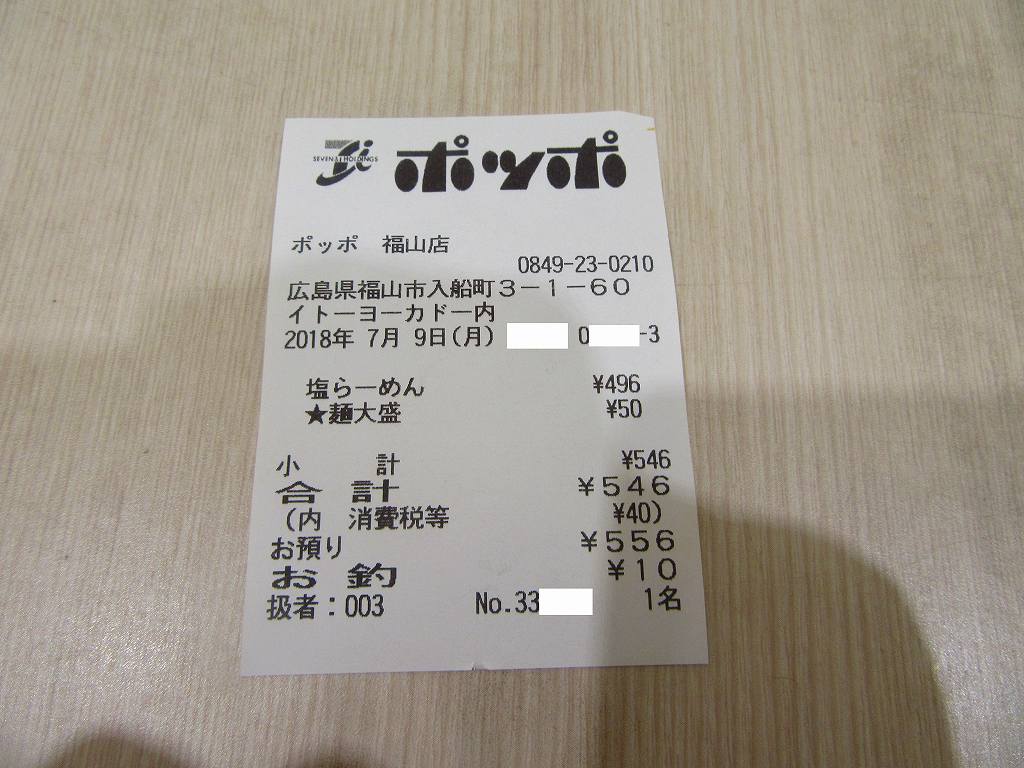 SEVEN & i HOLDINGS ポッポ
ポッポ 福山店
0849-23-0210
広島県福山市入船町3－1－60
イトーヨーカドー内
2018年 7月 9日(月) 0 -3
塩らーめん ¥496
★麺大盛 ¥50
小 計 ¥546
合 計 ¥546
(内 消費税等 ¥40)
お預り ¥556
お 釣 ¥10
扱者：003 No.33 1名